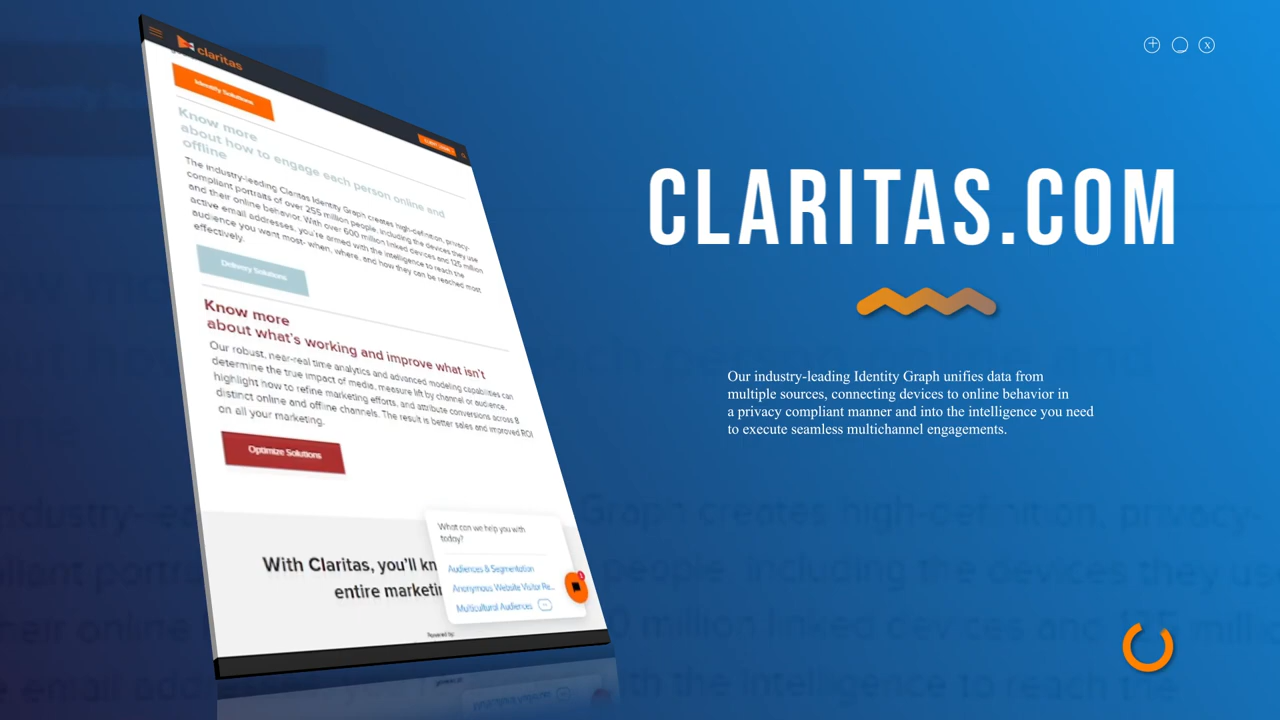 claritas
Identity Solutions
Know more
about how to engage each person online and
offline
The industry-leading Claritas Identity Graph creates high-definition, privacy-
compliant portraits of over 255 million people, including the devices they use
and their online behavior. With over 600 million linked devices and 125 million
active email addresses, you're armed with the intelligence to reach the
audience you want most- when, where, and how they can be reached most
effectively.
Delivery Solutions
Know more
about what's working and improve what isn't
Our robust, near-real time analytics and advanced modeling capabilities can
determine the true impact of media, measure lift by channel or audience,
highlight how to refine marketing efforts, and attribute conversions across 8
distinct online and offline channels. The result is better sales and improved ROI
on all your marketing.
Optimize Solutions
With Claritas, you'll kn
entire marketin
Powered by
What can we help you with
today?
Audiences & Segmentation
Anonymous Website Visitor Re...
Multicultural Audiences
CLARITAS.COM
Our industry-leading Identity Graph unifies data from
multiple sources, connecting devices to online behavior in
a privacy compliant manner and into the intelligence you need
to execute seamless multichannel engagements.